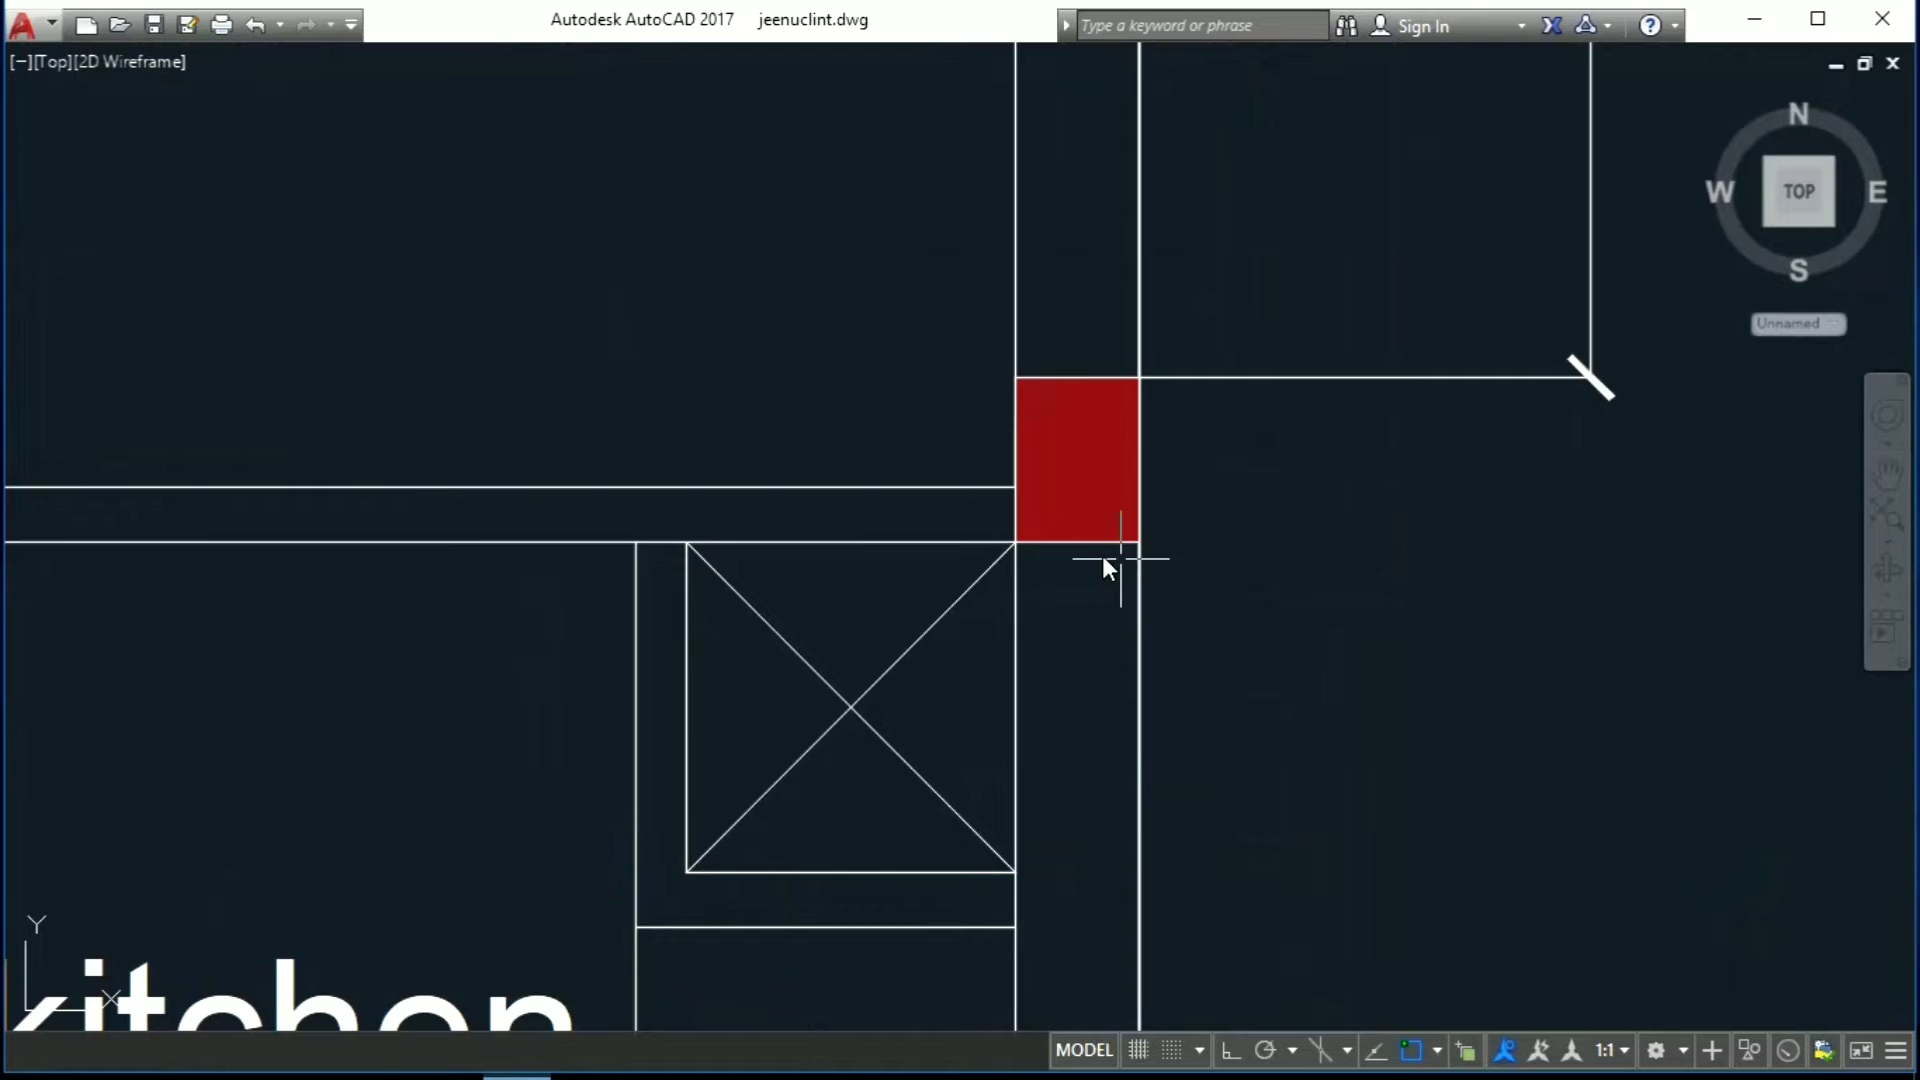 Autodesk AutoCAD 2017 jeenuclint.dwg
Type a keyword or phrase
Sign In
[−][Top][2D Wireframe]
N
W TOP E
S
Unnamed
Y
X
kitchen
MODEL
1:1